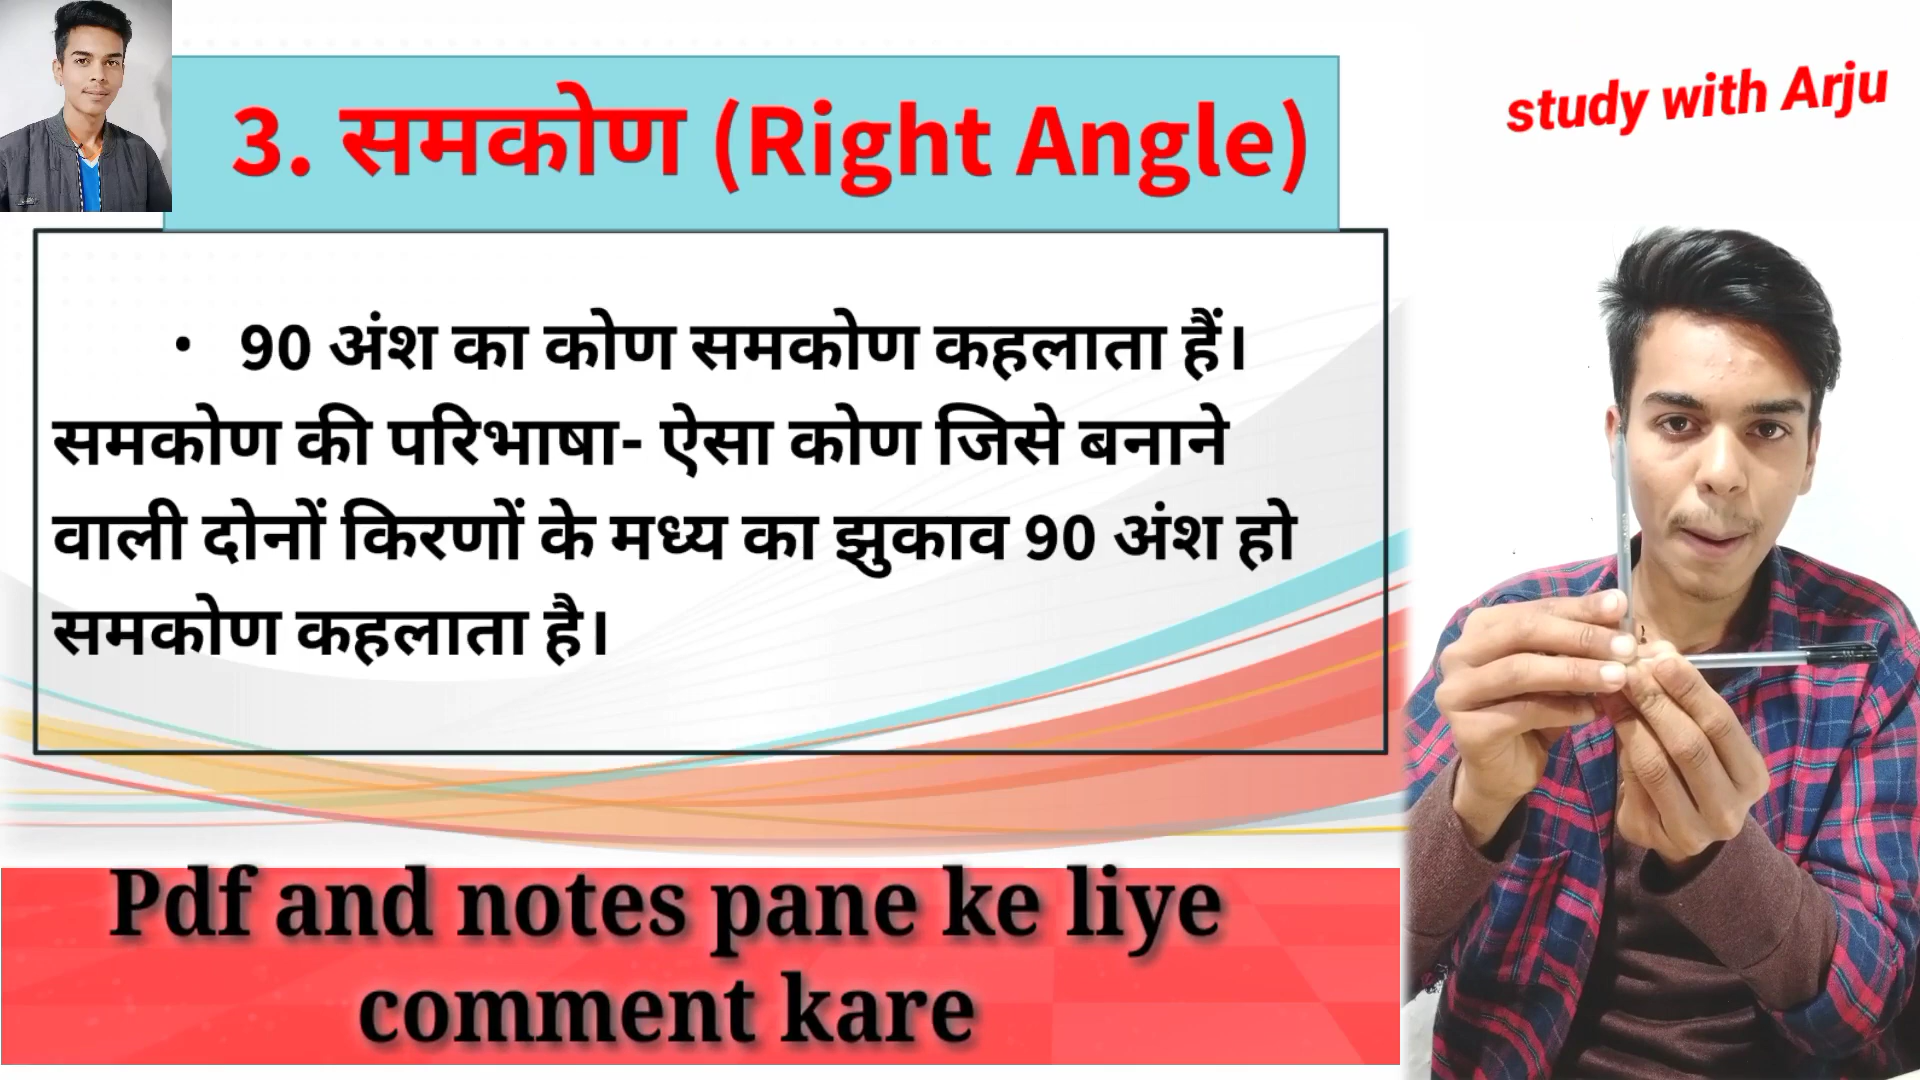 3. समकोण (Right Angle)
study with Arju
• 90 अंश का कोण समकोण कहलाता हैं।
समकोण की परिभाषा- ऐसा कोण जिसे बनाने
वाली दोनों किरणों के मध्य का झुकाव 90 अंश हो
समकोण कहलाता है।
Pdf and notes pane ke liye
comment kare